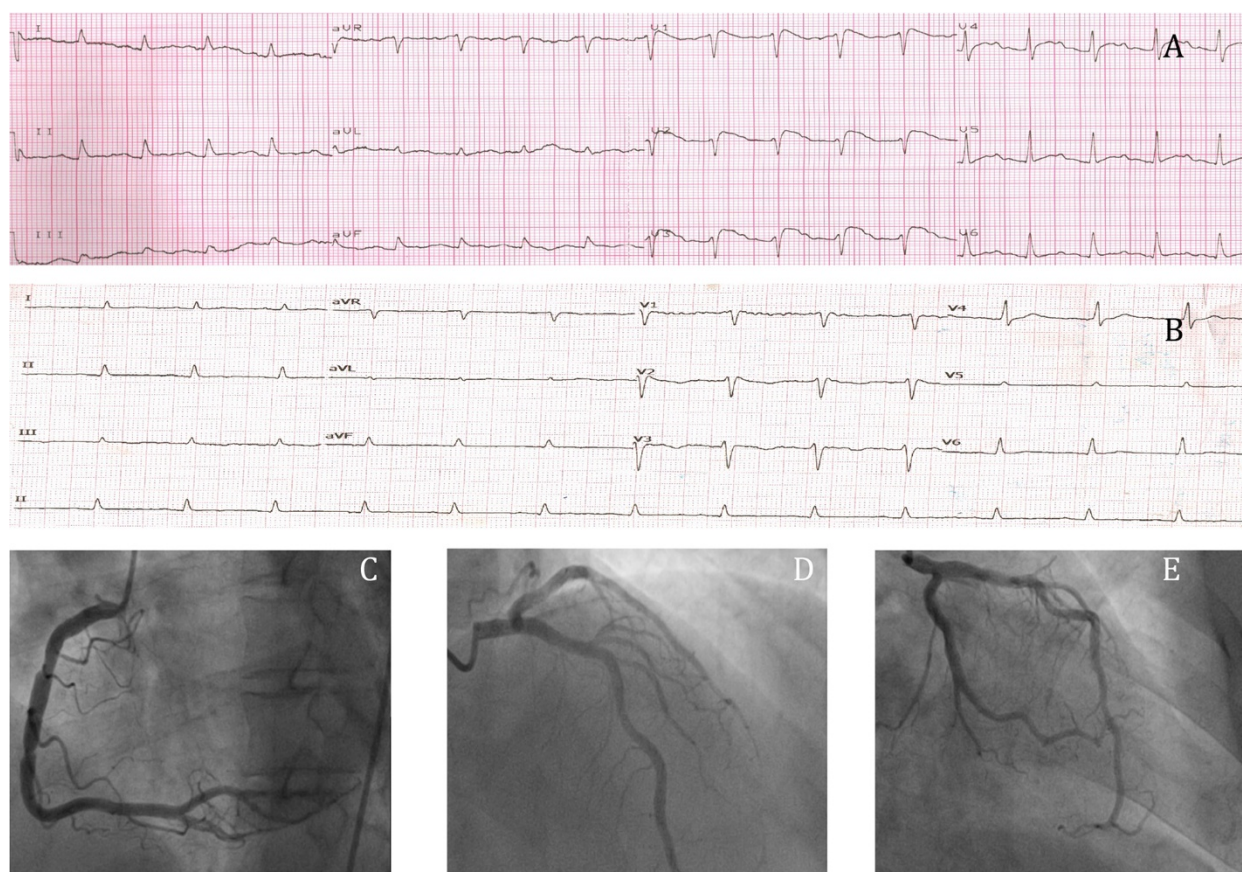 I aVR V1 V4
A
II aVL V2 V5
III aVF V3 V6
I aVR V1 V4
B
II aVL V2 V5
III aVF V3 V6
II
C D E